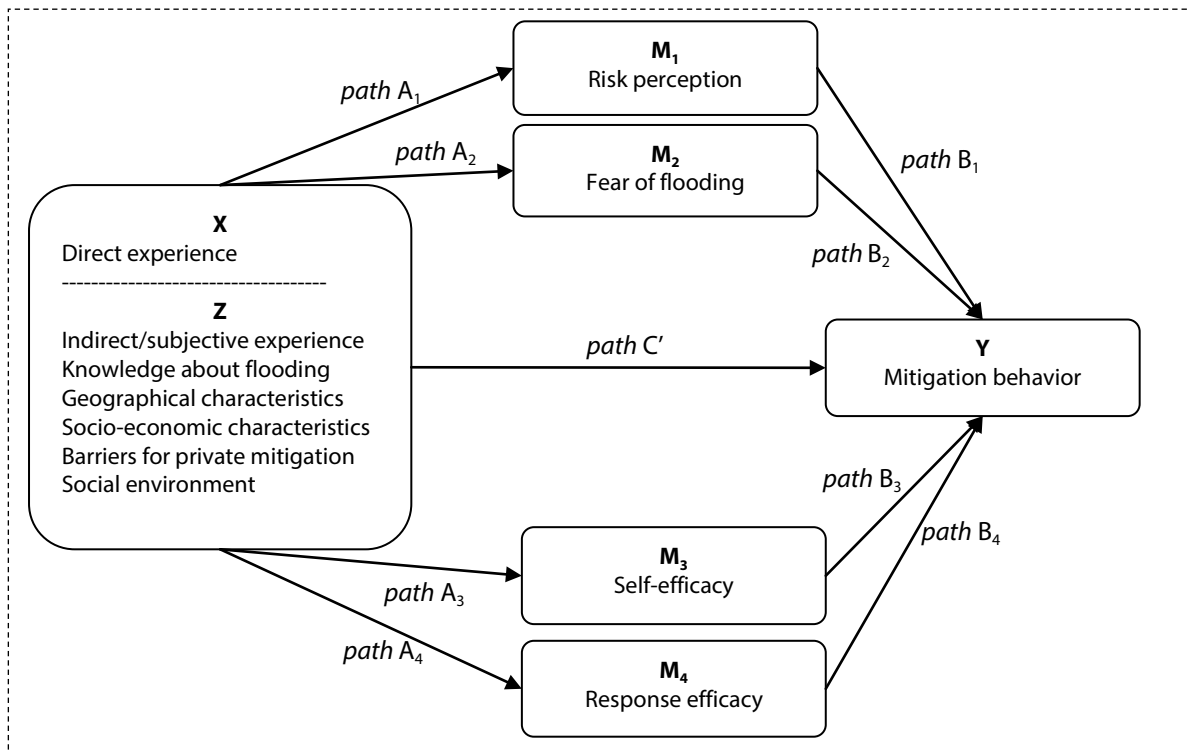 M₁
Risk perception
path A₁
path A₂
M₂
Fear of flooding
path B₁
path B₂
X
Direct experience
------------------------------------
Z
Indirect/subjective experience
Knowledge about flooding
Geographical characteristics
Socio-economic characteristics
Barriers for private mitigation
Social environment
path C’
Y
Mitigation behavior
path B₃
path B₄
path A₃
path A₄
M₃
Self-efficacy
M₄
Response efficacy